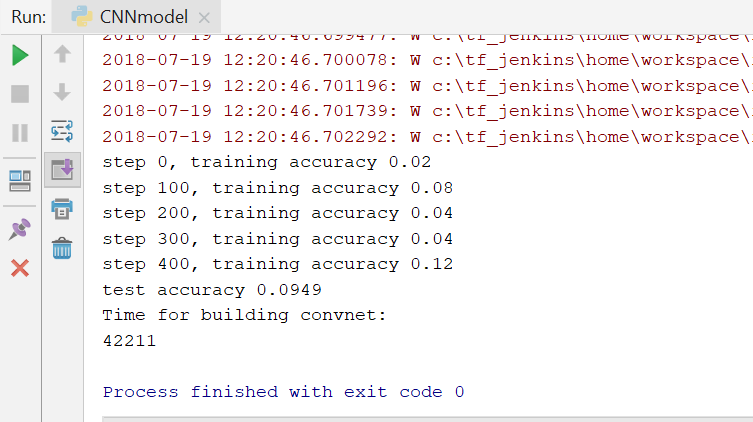 Run: CNNmodel
2018-07-19 12:20:46.699477: W c:\tf_jenkins\home\workspace\
2018-07-19 12:20:46.700078: W c:\tf_jenkins\home\workspace\
2018-07-19 12:20:46.701196: W c:\tf_jenkins\home\workspace\
2018-07-19 12:20:46.701739: W c:\tf_jenkins\home\workspace\
2018-07-19 12:20:46.702292: W c:\tf_jenkins\home\workspace\
step 0, training accuracy 0.02
step 100, training accuracy 0.08
step 200, training accuracy 0.04
step 300, training accuracy 0.04
step 400, training accuracy 0.12
test accuracy 0.0949
Time for building convnet:
42211
Process finished with exit code 0